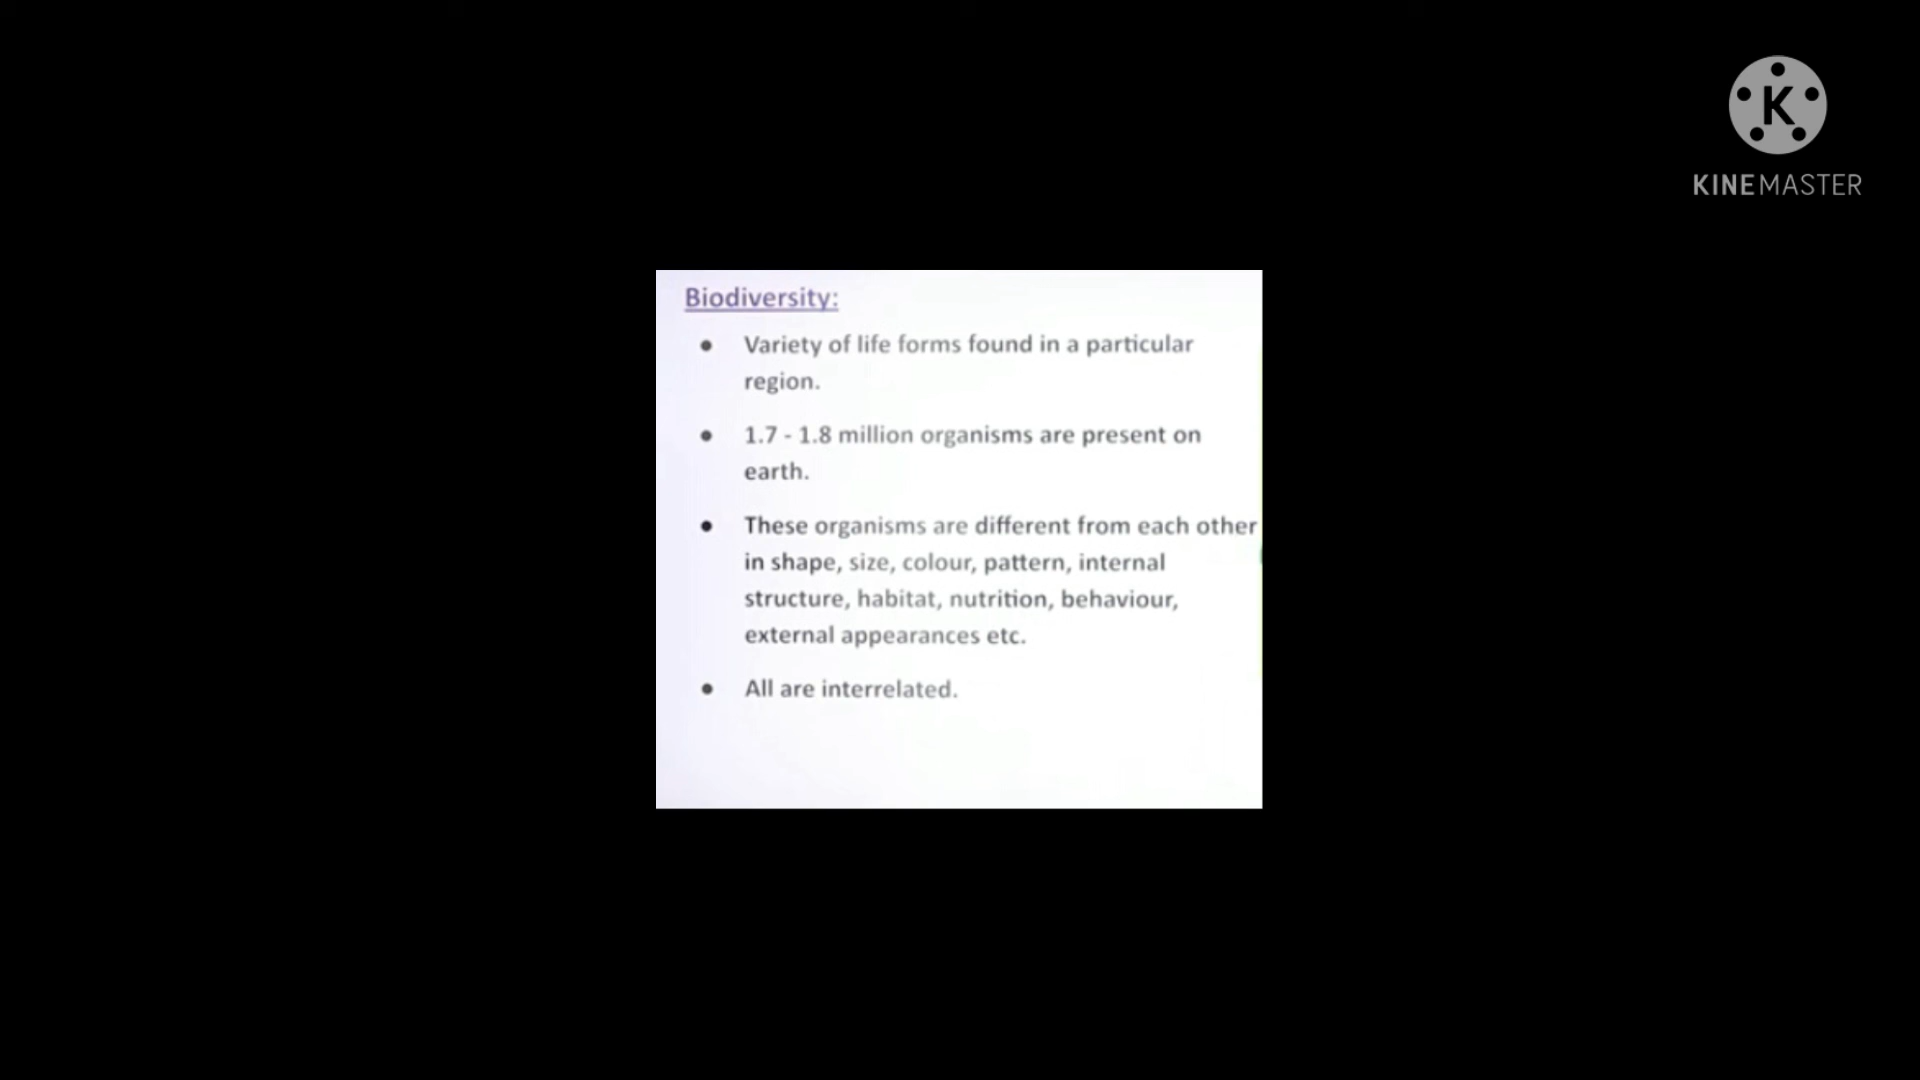 K
KINEMASTER
Biodiversity:
● Variety of life forms found in a particular
region.
● 1.7 - 1.8 million organisms are present on
earth.
● These organisms are different from each other
in shape, size, colour, pattern, internal
structure, habitat, nutrition, behaviour,
external appearances etc.
● All are interrelated.